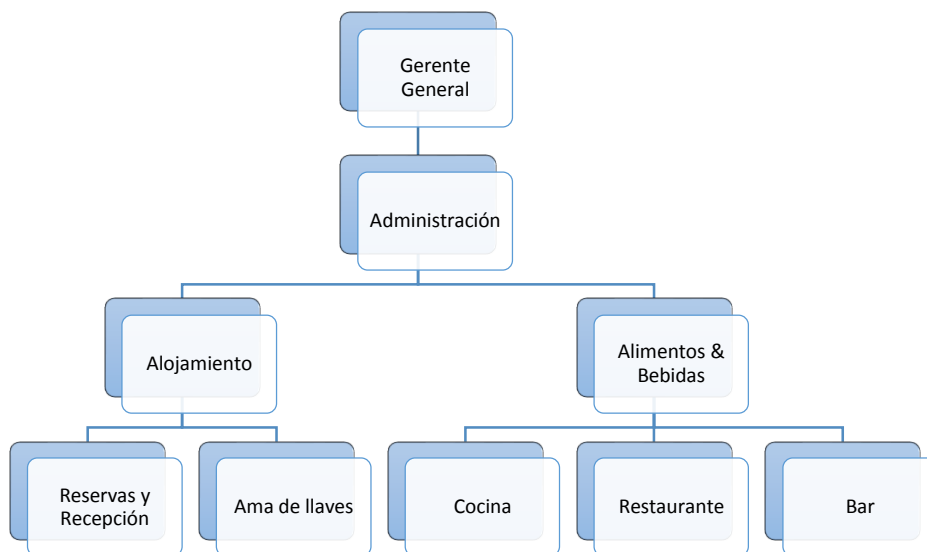 Gerente
General
Administración
Alojamiento
Alimentos &
Bebidas
Reservas y
Recepción
Ama de llaves
Cocina
Restaurante
Bar